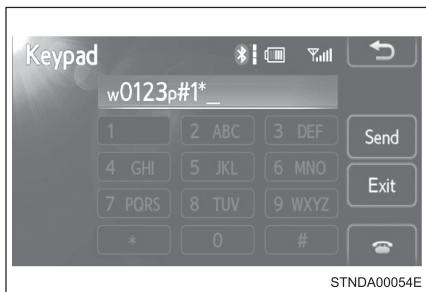 Keypad
w0123p#1*_
1
2 ABC
3 DEF
Send
4 GHI
5 JKL
6 MNO
Exit
7 PQRS
8 TUV
9 WXYZ
*
0
#
STNDA00054E